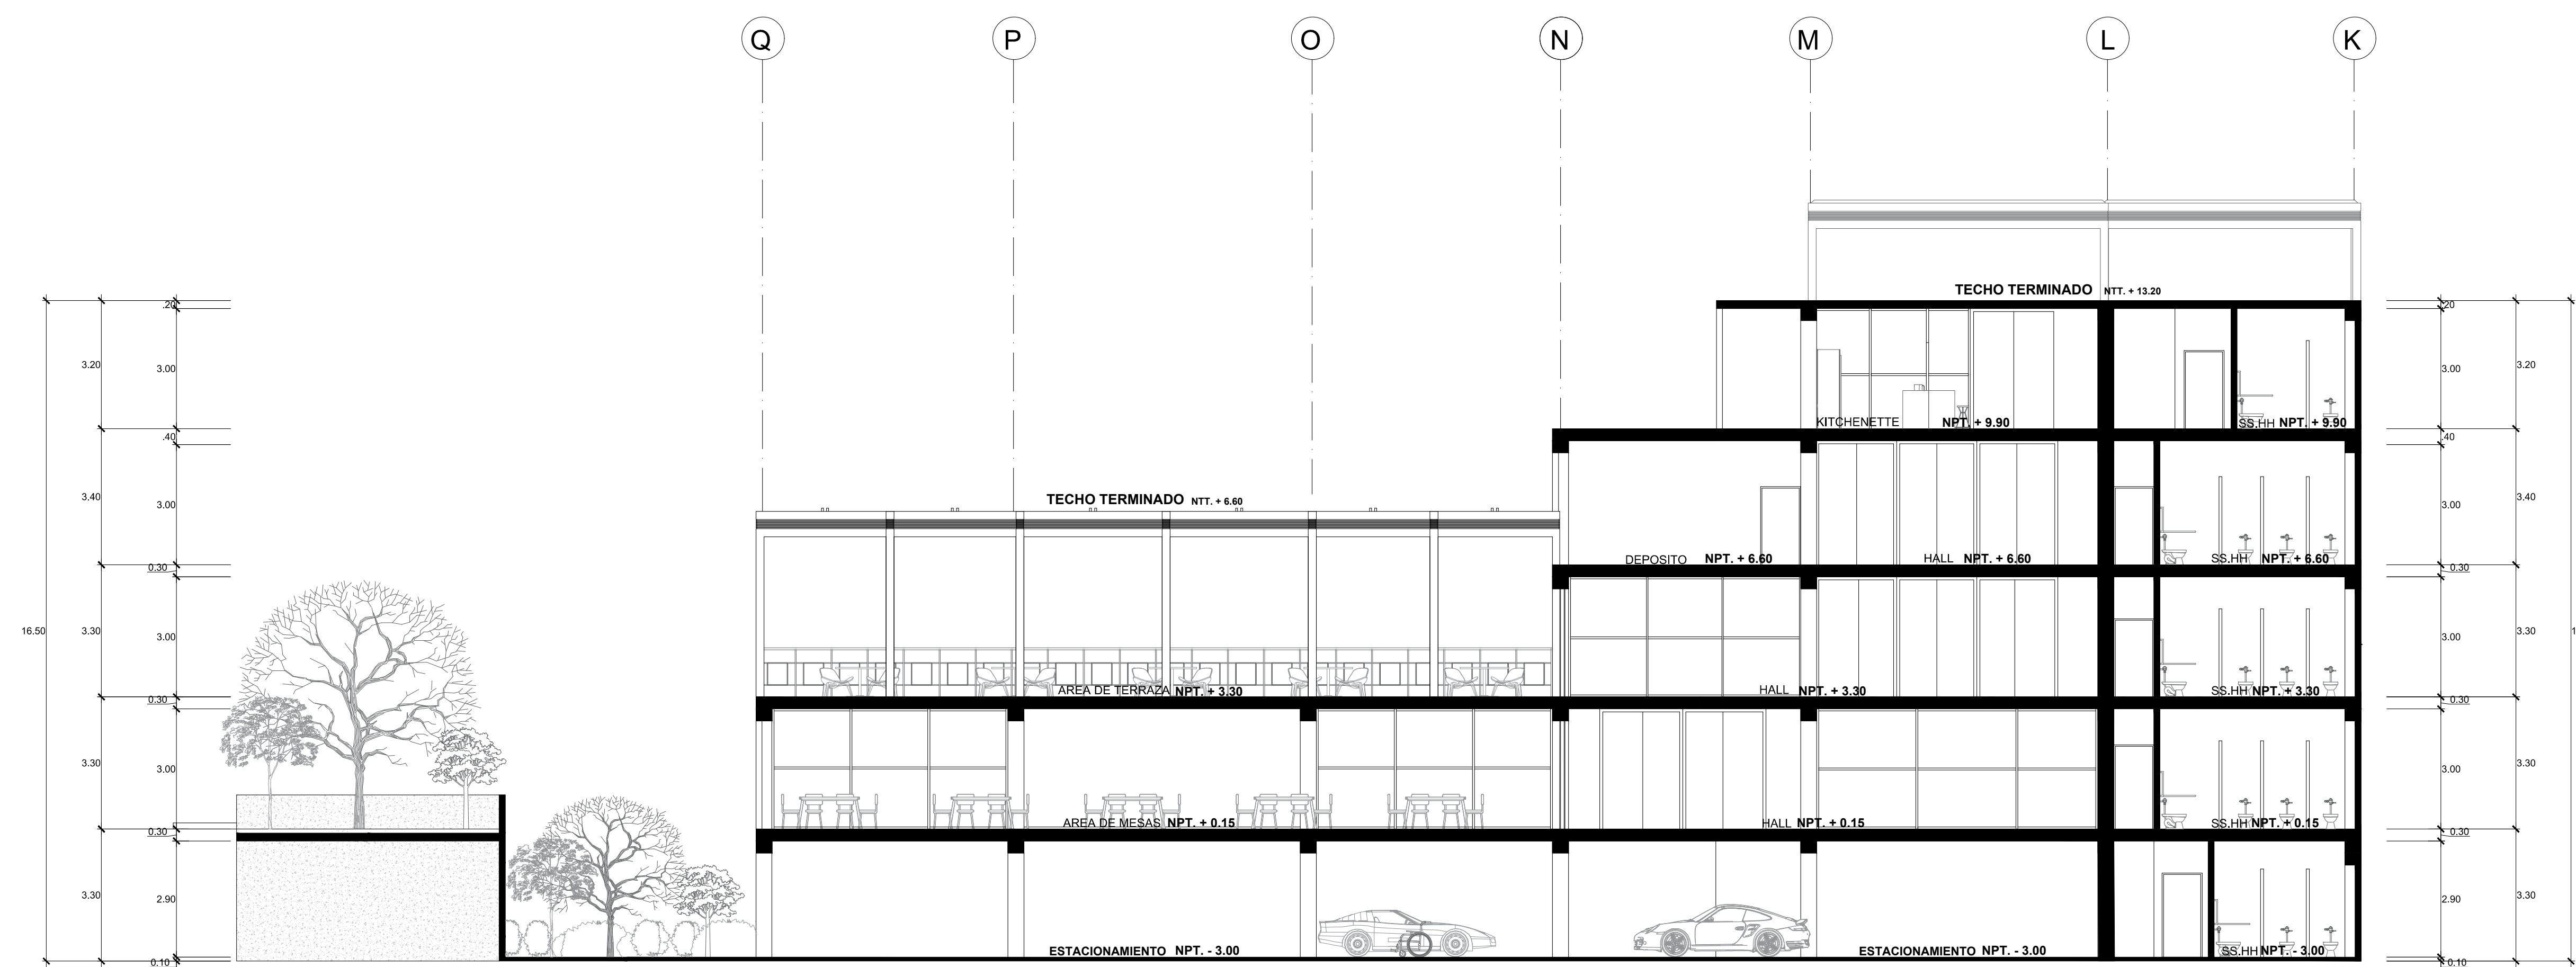 Q P O N M L K
TECHO TERMINADO NTT. + 13.20
.20
.20
3.20
3.00
3.00
3.20
KITCHENETTE NPT. + 9.90
SS.HH NPT. + 9.90
.40
.40
TECHO TERMINADO NTT. + 6.60
3.40
3.00
3.00
3.40
DEPOSITO NPT. + 6.60
HALL NPT. + 6.60
SS.HH NPT. + 6.60
0.30
0.30
16.50
3.30
3.00
3.00
3.30
1
AREA DE TERRAZA NPT. + 3.30
HALL NPT. + 3.30
SS.HH NPT. + 3.30
0.30
0.30
3.30
3.00
3.00
3.30
AREA DE MESAS NPT. + 0.15
HALL NPT. + 0.15
SS.HH NPT. + 0.15
0.30
0.30
3.30
2.90
2.90
3.30
ESTACIONAMIENTO NPT. - 3.00
ESTACIONAMIENTO NPT. - 3.00
SS.HH NPT. - 3.00
0.10
0.10